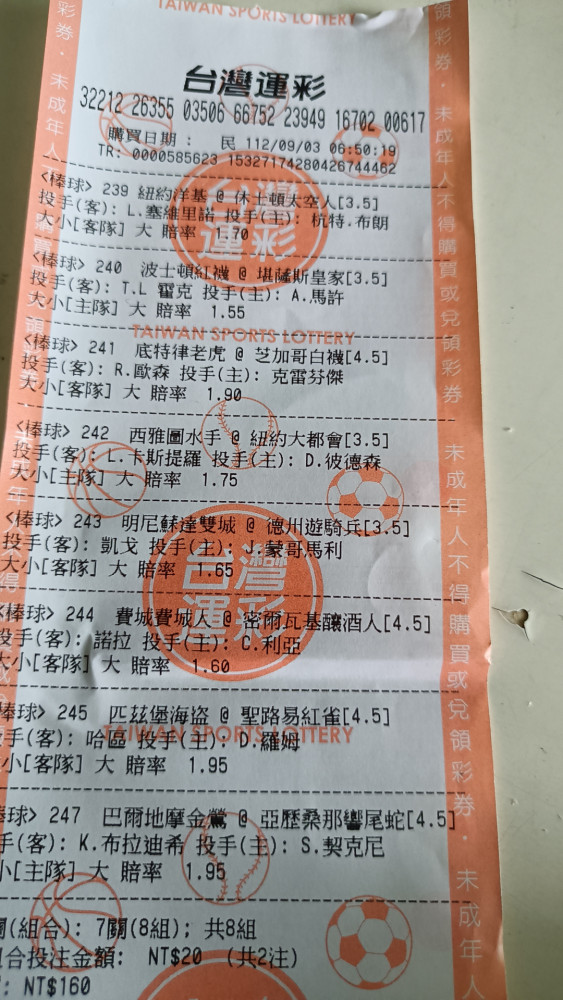 TAIWAN SPORTS LOTTERY
台灣運彩
32212 26355 03506 66752 23949 16702 00617
購買日期: 民 112/09/03 06:50:19
TR: 0000585623 15327174280426744462
<棒球> 239 紐約洋基 @ 休士頓太空人[3.5]
投手(客): L.塞維里諾 投手(主): 杭特.布朗
大小[客隊] 大 賠率 1.70
<棒球> 240 波士頓紅襪 @ 堪薩斯皇家[3.5]
投手(客): T.L 霍克 投手(主): A.馬許
大小[主隊] 大 賠率 1.55
TAIWAN SPORTS LOTTERY
<棒球> 241 底特律老虎 @ 芝加哥白襪[4.5]
投手(客): R.歐森 投手(主): 克雷芬傑
大小[客隊] 大 賠率 1.90
<棒球> 242 西雅圖水手 @ 紐約大都會[3.5]
投手(客): L.卡斯提羅 投手(主): D.彼德森
大小[主隊] 大 賠率 1.75
<棒球> 243 明尼蘇達雙城 @ 德州遊騎兵[3.5]
投手(客): 凱戈 投手(主): J.蒙哥馬利
大小[客隊] 大 賠率 1.65
台灣運彩
<棒球> 244 費城費城人 @ 密爾瓦基釀酒人[4.5]
投手(客): 諾拉 投手(主): C.利亞
大小[客隊] 大 賠率 1.60
棒球> 245 匹茲堡海盜 @ 聖路易紅雀[4.5]
手(客): 哈區 投手(主): D.羅姆
TAIWAN SPORTS LOTTERY
小[客隊] 大 賠率 1.95
球> 247 巴爾地摩金鶯 @ 亞歷桑那響尾蛇[4.5]
手(客): K.布拉迪希 投手(主): S.契克尼
小[主隊] 大 賠率 1.95
關(組合): 7關(8組); 共8組
組合投注金額: NT$20 (共2注)
: NT$160
領彩券・未成年人不得購買或兌領彩券・未成年人不得購買或兌領彩券・未成年人
彩券・未成年人